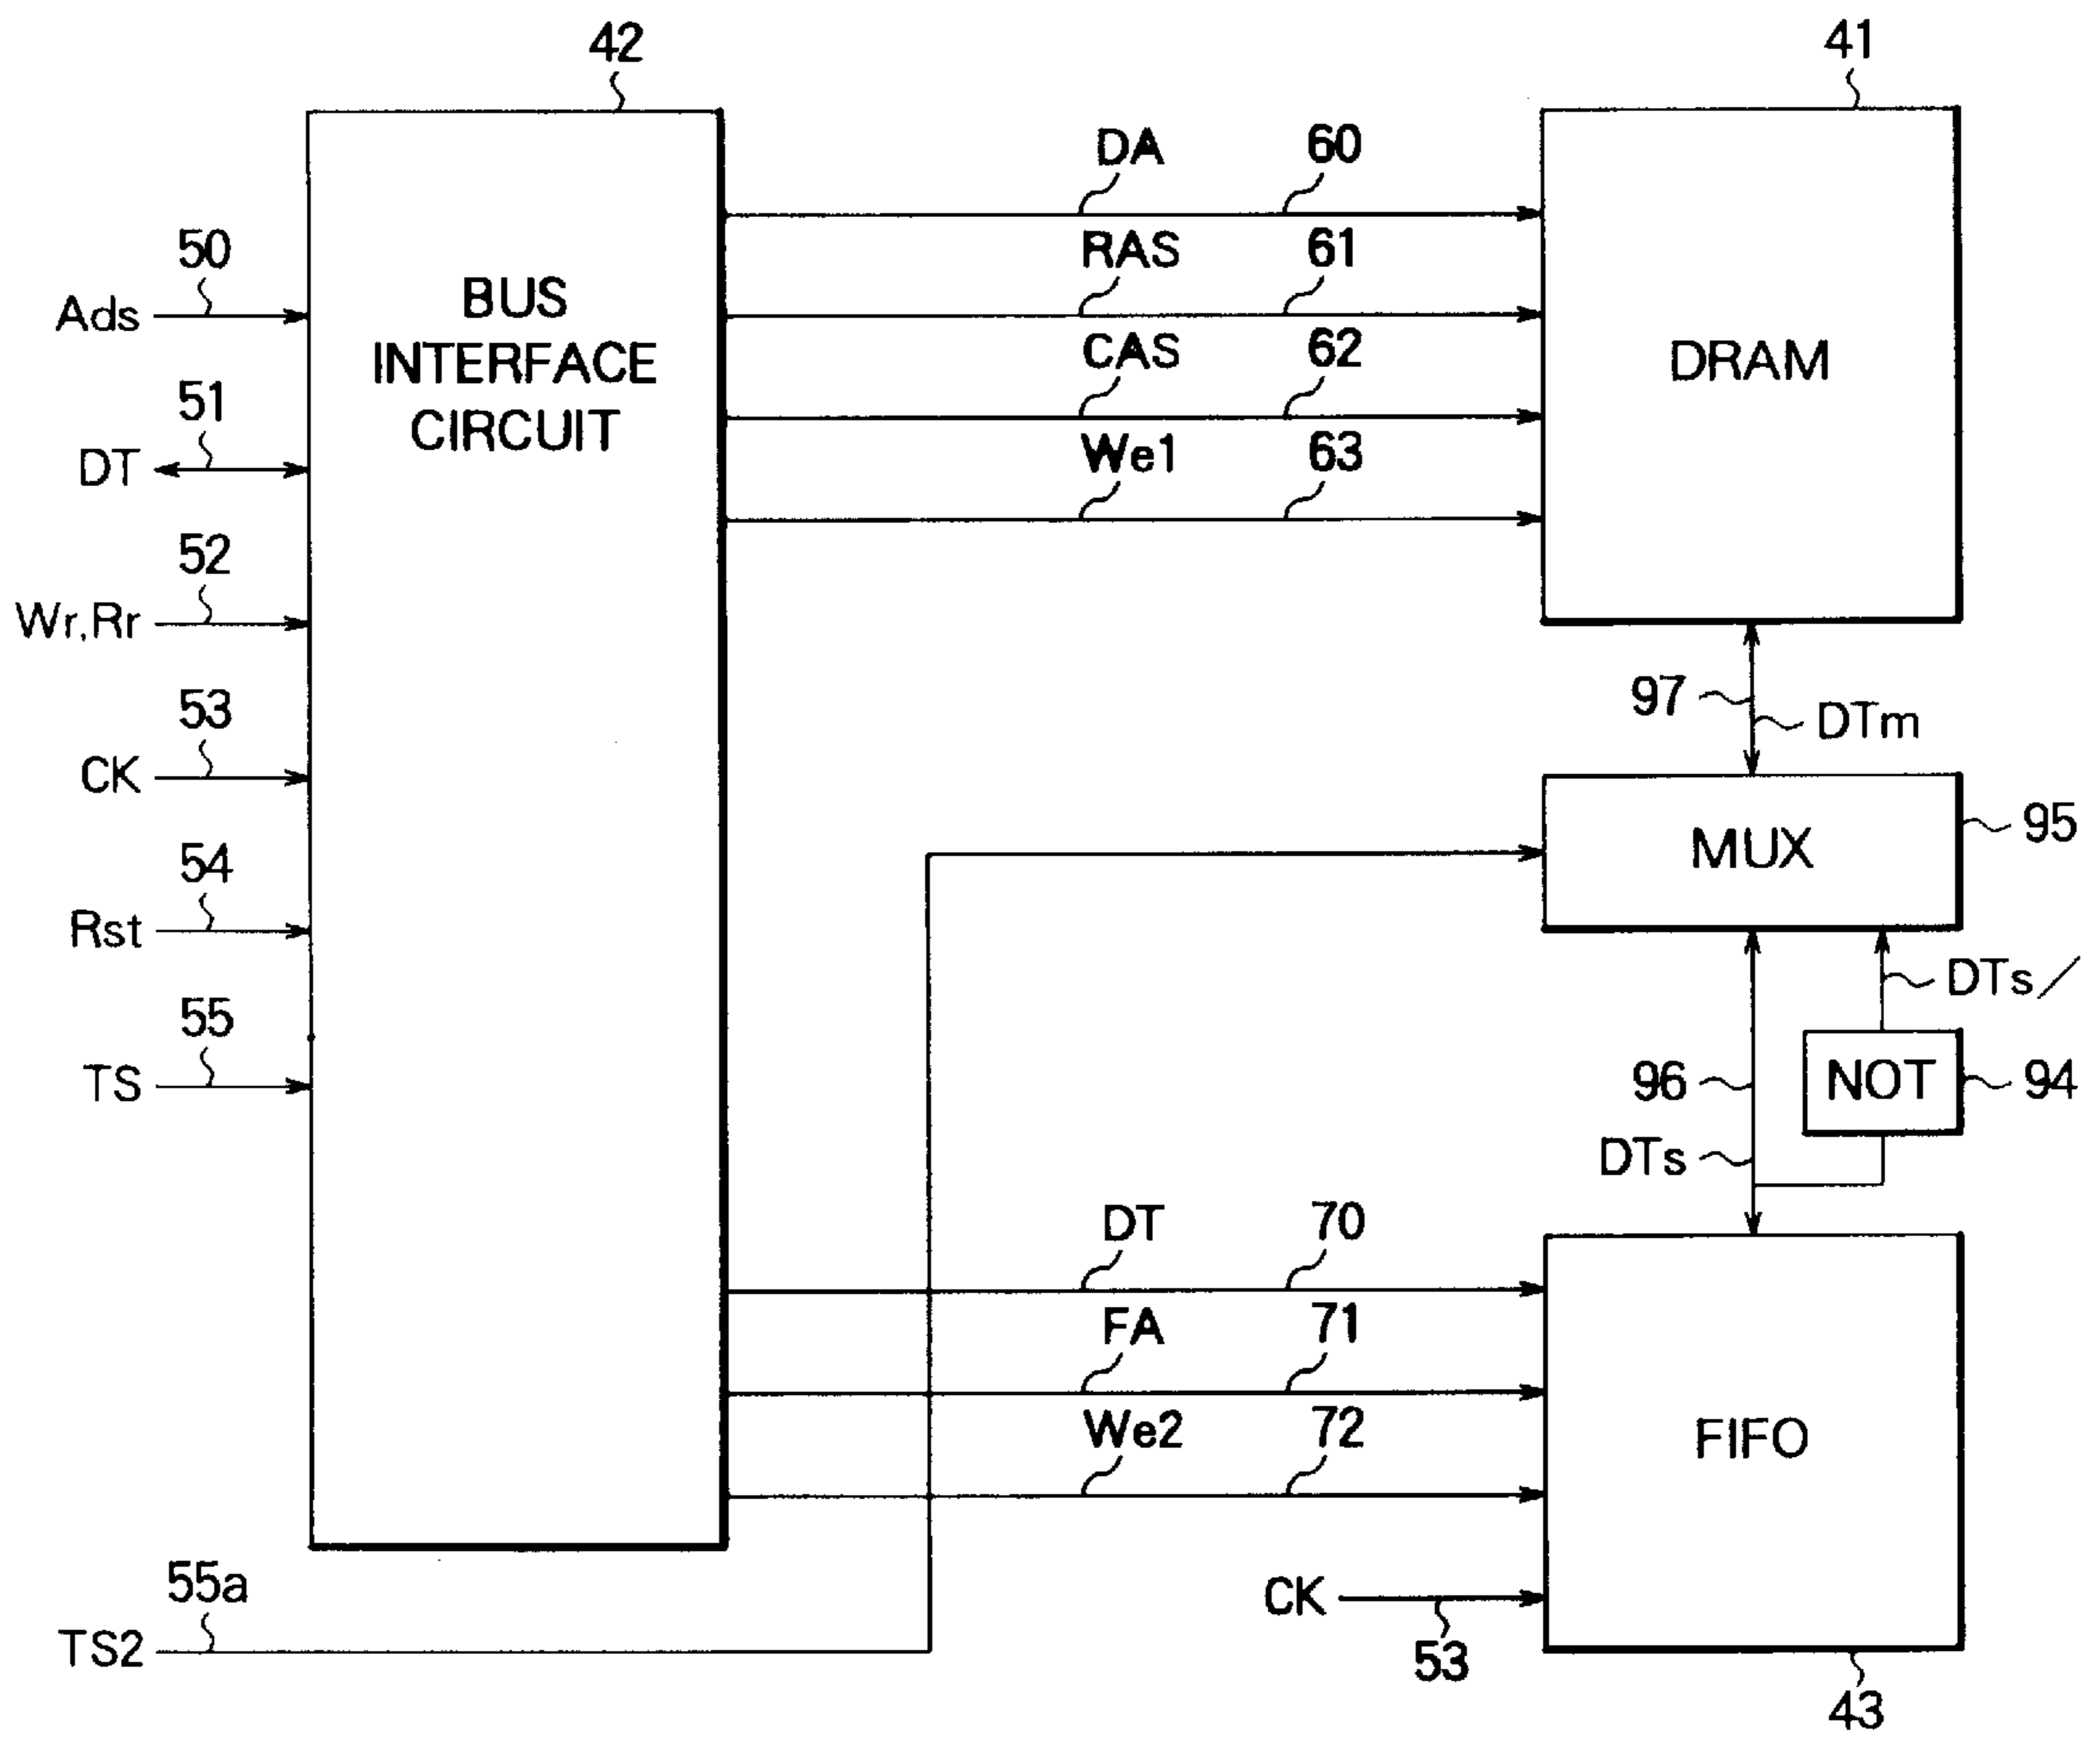 42
41
DA
60
50
RAS
61
Ads
BUS
INTERFACE
CIRCUIT
CAS
62
DRAM
51
DT
We1
63
52
Wr,Rr
53
97
DTm
CK
MUX
95
54
Rst
DTs/
55
TS
96
NOT
94
DTs
DT
70
FA
71
We2
72
FIFO
55a
CK
53
TS2
43